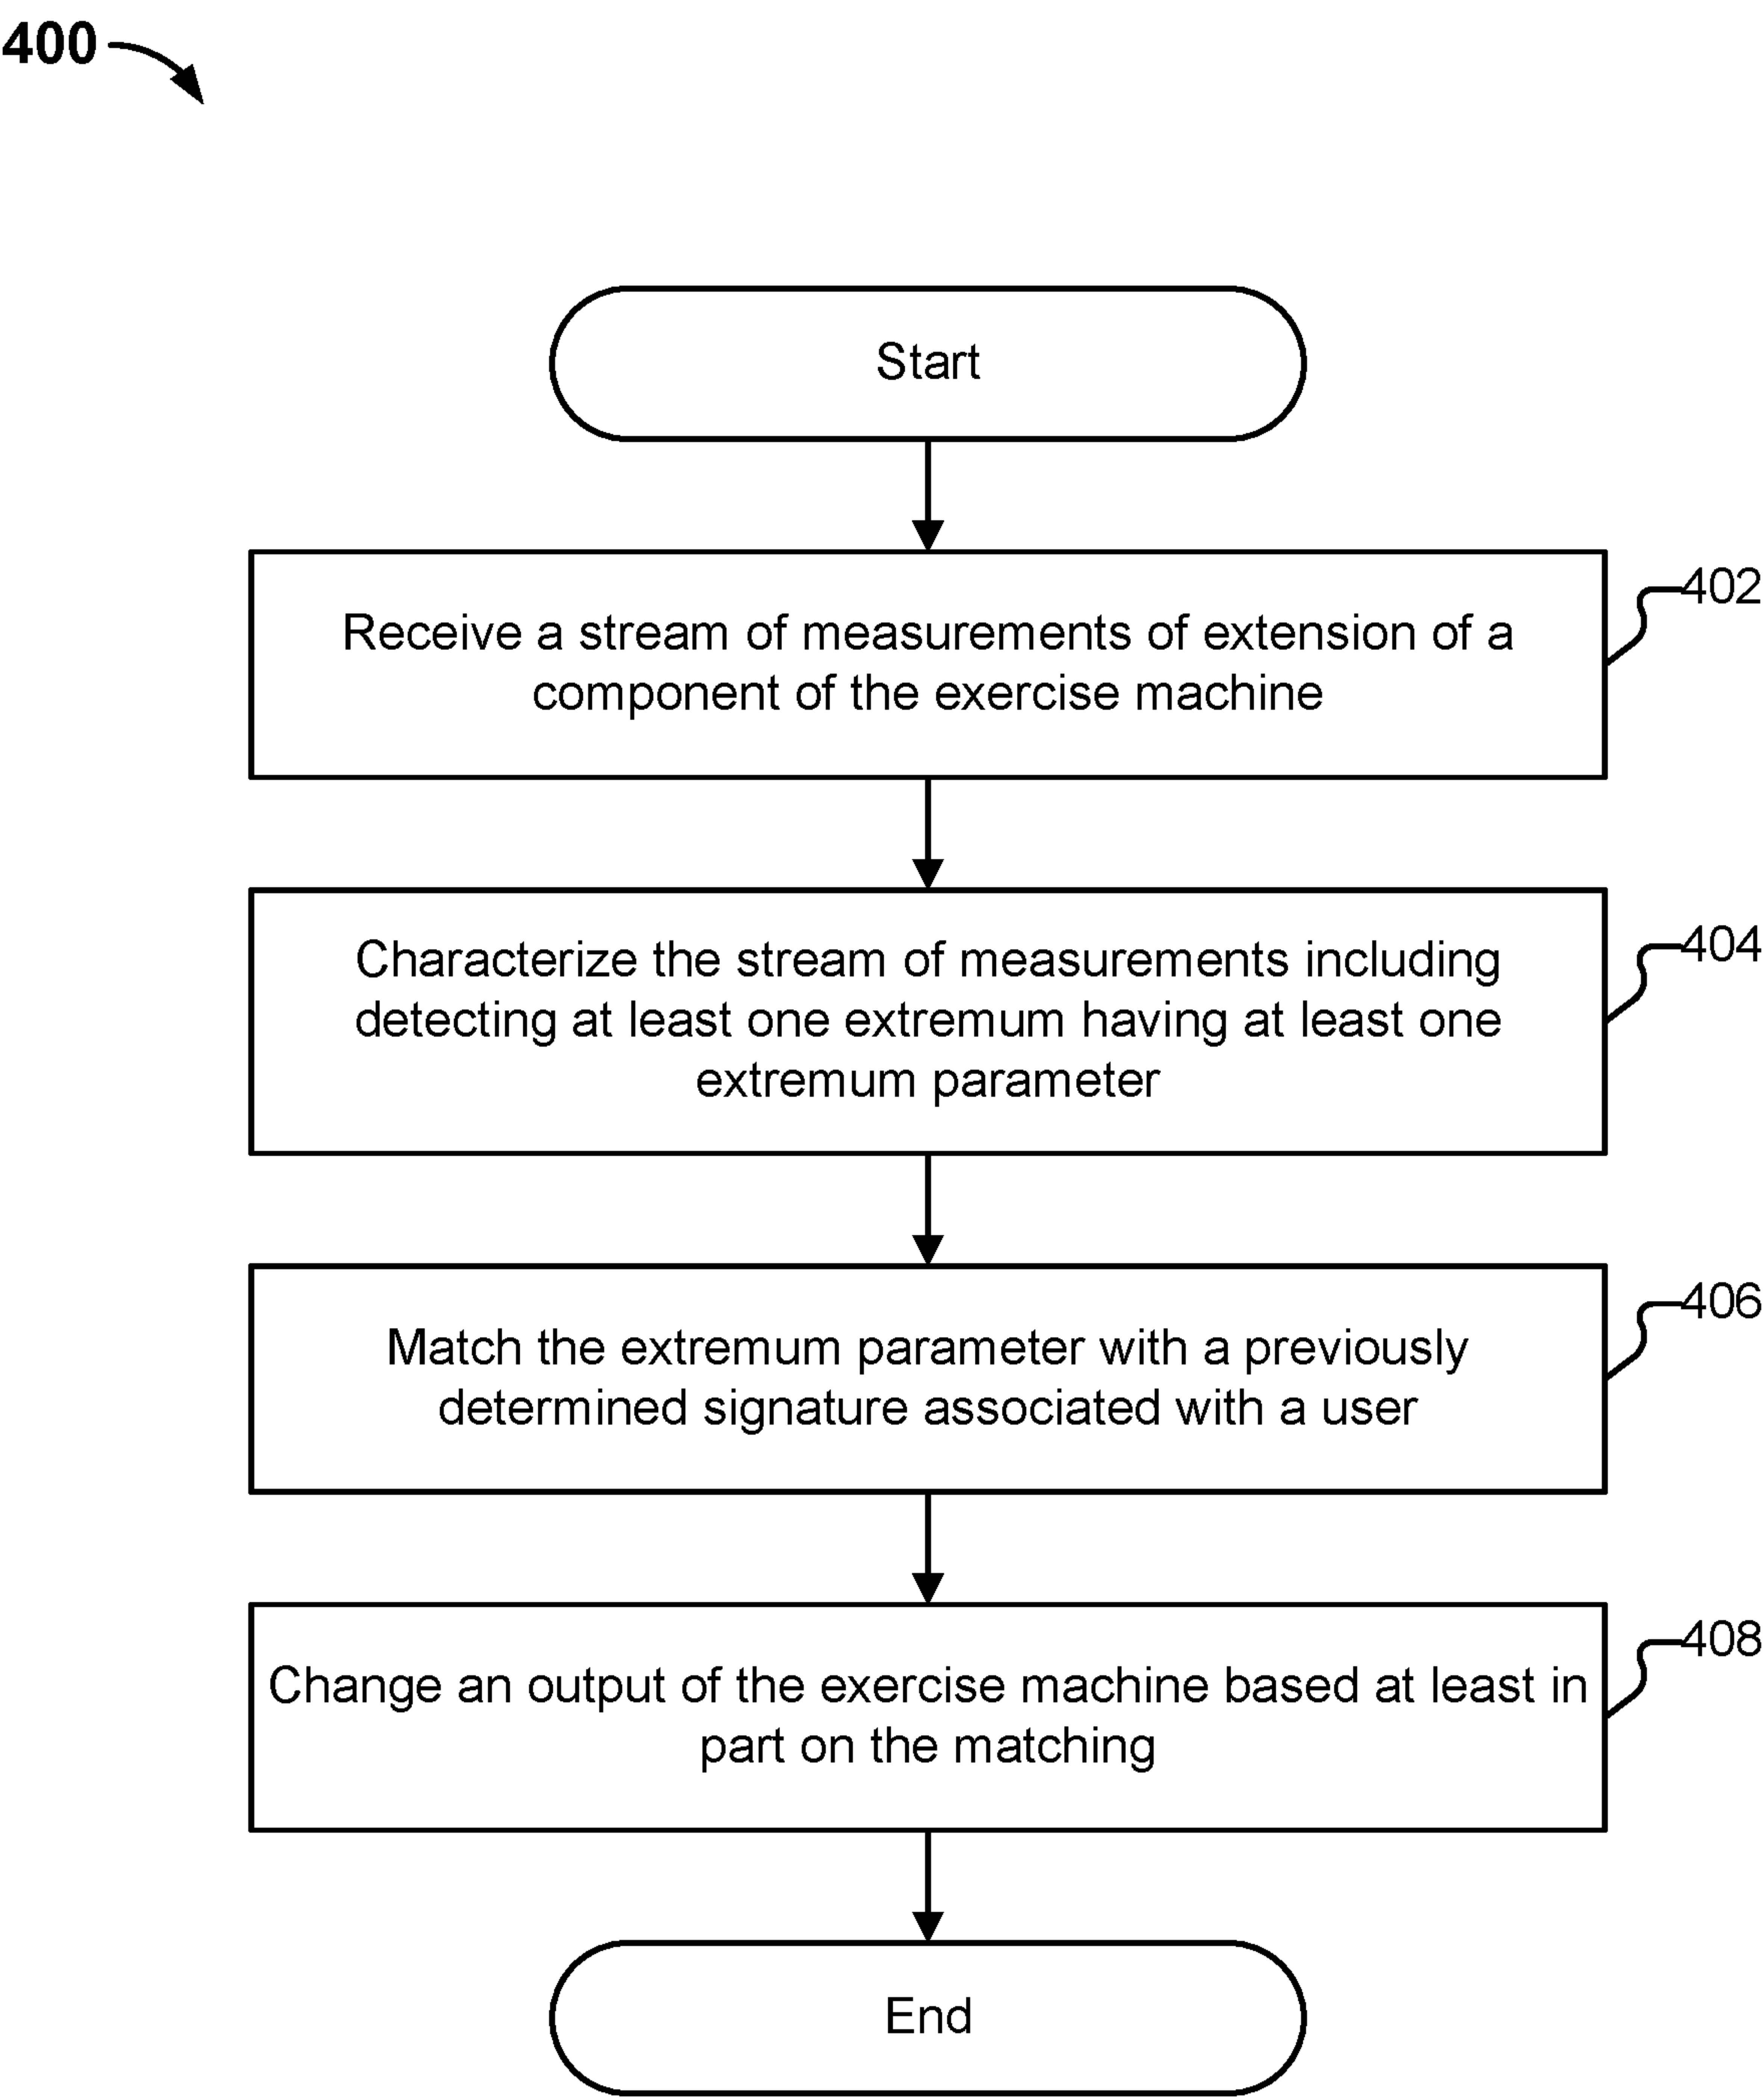 400
Start
Receive a stream of measurements of extension of a
component of the exercise machine
402
Characterize the stream of measurements including
detecting at least one extremum having at least one
extremum parameter
404
Match the extremum parameter with a previously
determined signature associated with a user
406
Change an output of the exercise machine based at least in
part on the matching
408
End